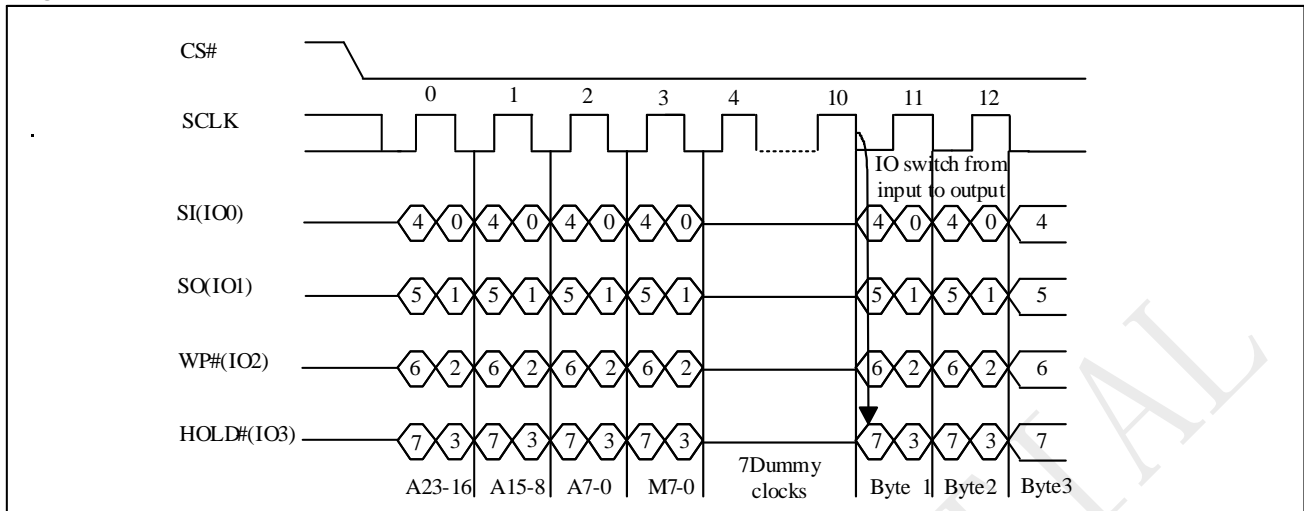 CS#
0 1 2 3 4 10 11 12
SCLK
IO switch from
input to output
SI(IO0) 4 0 4 0 4 0 4 0 4 0 4 0 4
SO(IO1) 5 1 5 1 5 1 5 1 5 1 5 1 5
WP#(IO2) 6 2 6 2 6 2 6 2 6 2 6 2 6
HOLD#(IO3) 7 3 7 3 7 3 7 3 7 3 7 3 7
A23-16 A15-8 A7-0 M7-0 7Dummy Byte 1 Byte2 Byte3
clocks